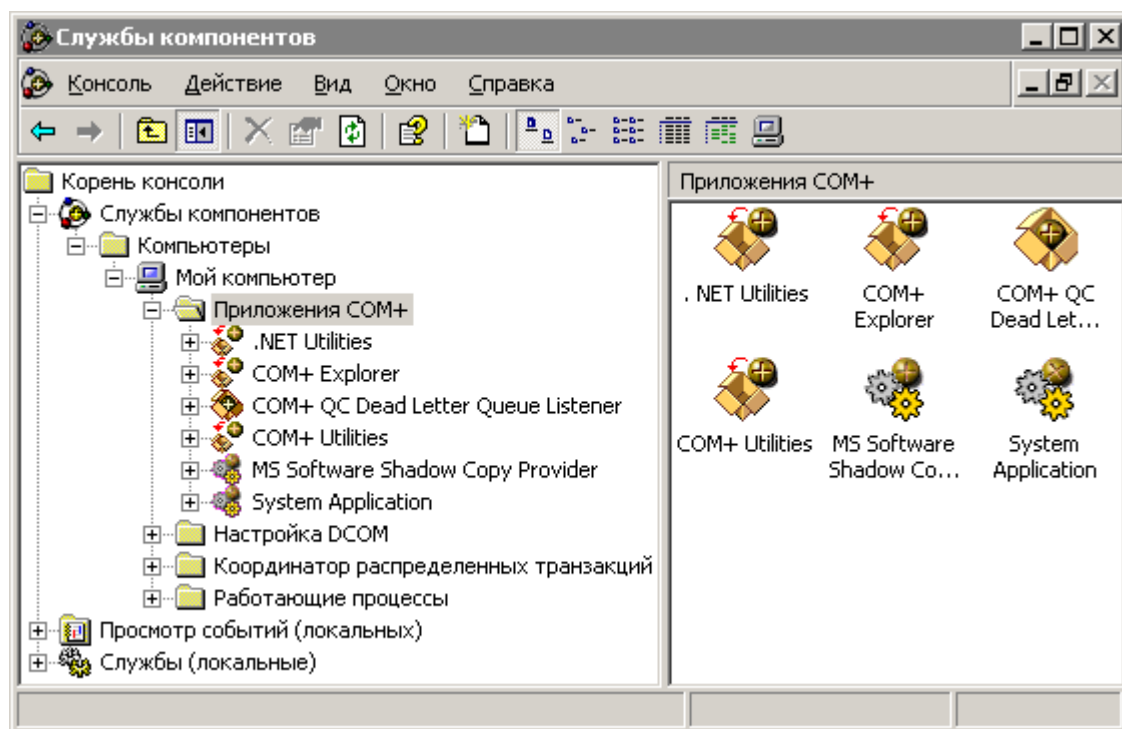 Службы компонентов
Консоль Действие Вид Окно Справка
Корень консоли
Службы компонентов
Компьютеры
Мой компьютер
Приложения COM+
.NET Utilities
COM+ Explorer
COM+ QC Dead Letter Queue Listener
COM+ Utilities
MS Software Shadow Copy Provider
System Application
Настройка DCOM
Координатор распределенных транзакций
Работающие процессы
Просмотр событий (локальных)
Службы (локальные)
Приложения COM+
. NET Utilities
COM+
Explorer
COM+ QC
Dead Let...
COM+ Utilities
MS Software
Shadow Co...
System
Application